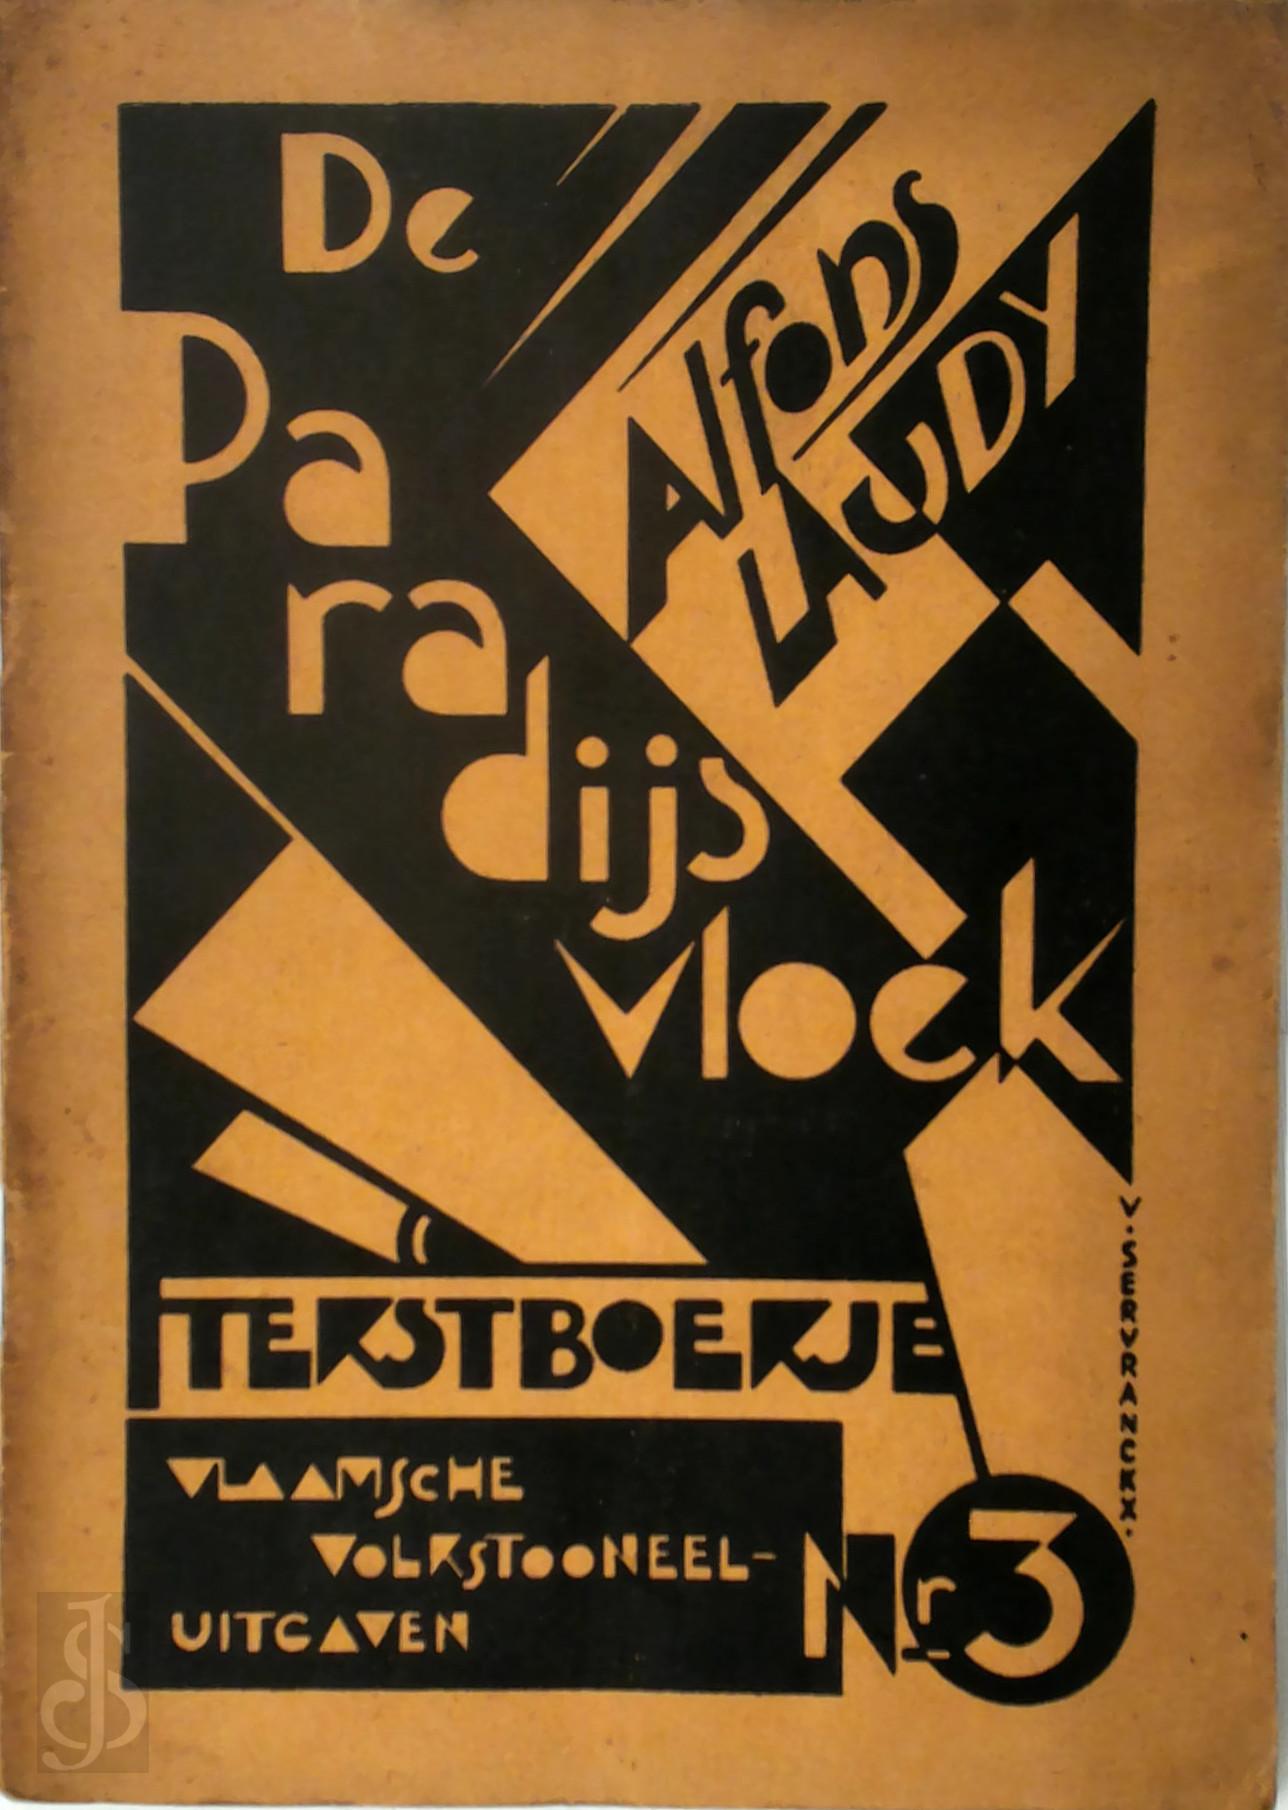 De
Pa
ra
dijs
vloek
Alfons
LAUDY
TEKSTBOEKJE
VLAAMSCHE
VOLKSTOONEEL-
UITGAVEN
Nr 3
V. SERVRANCKX.